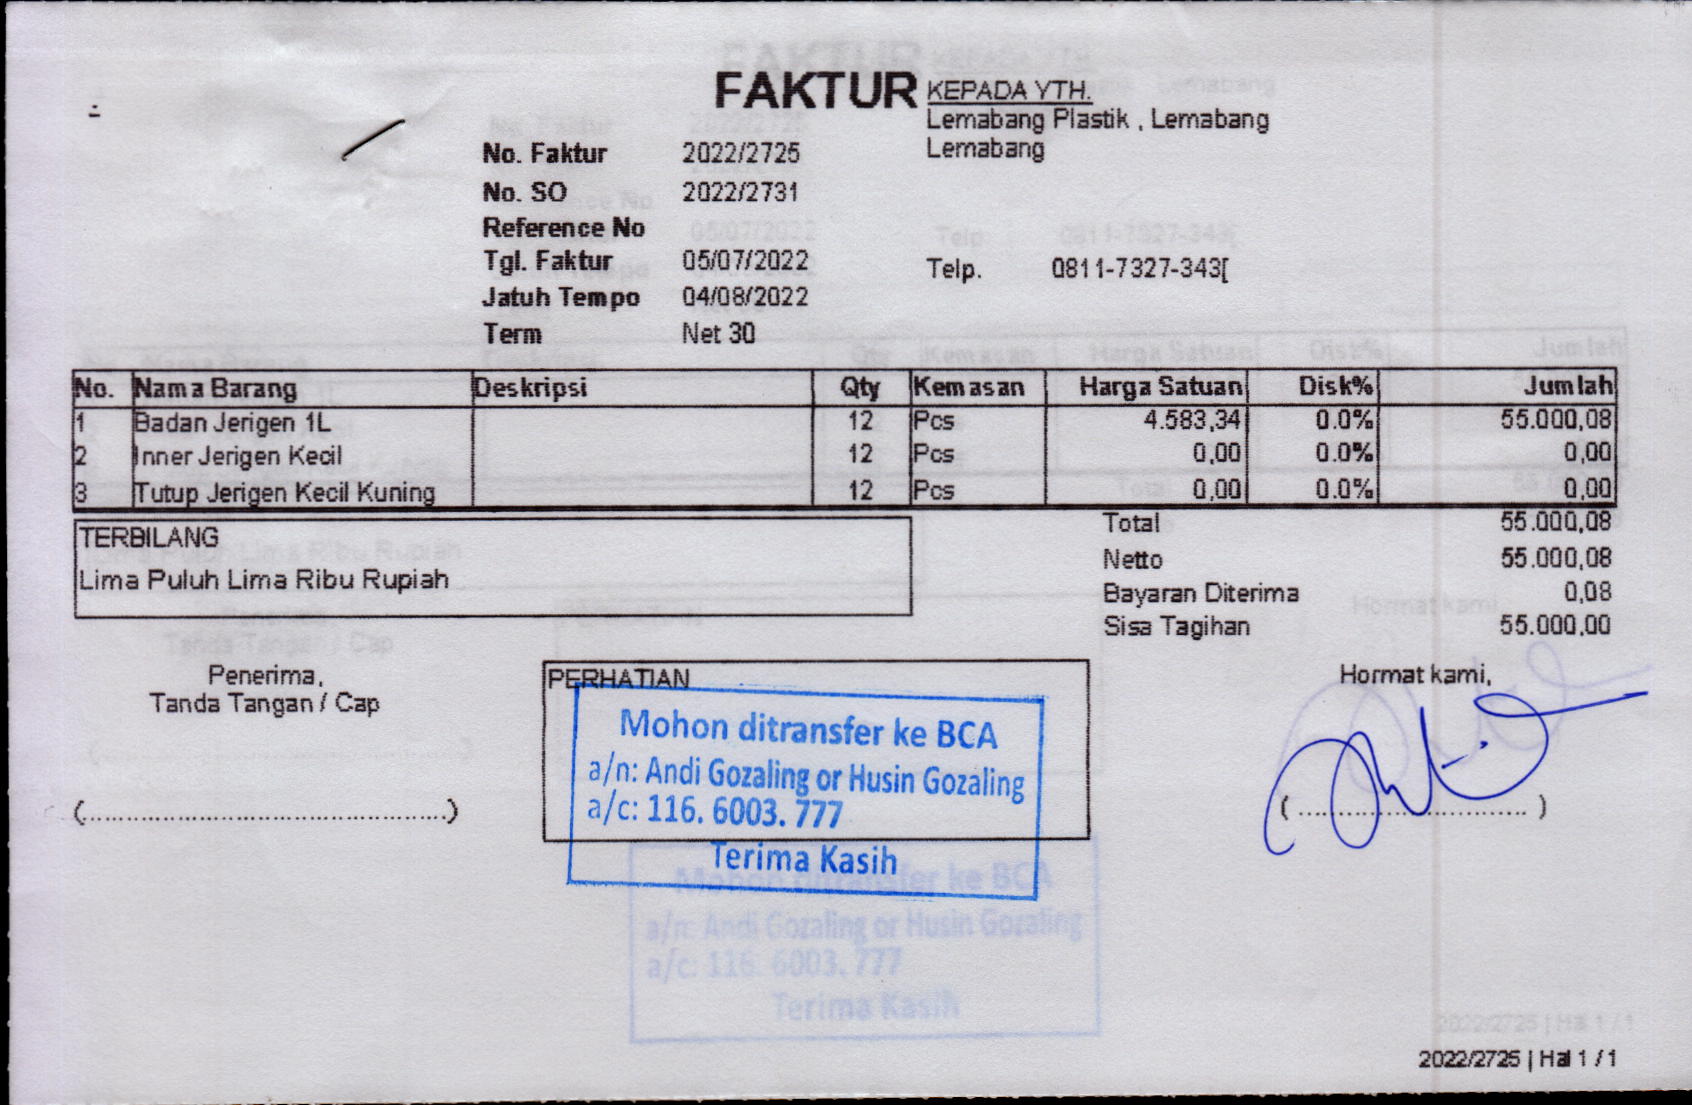 FAKTUR
KEPADA YTH.
Lemabang Plastik , Lemabang
Lemabang
No. Faktur 2022/2725
No. SO 2022/2731
Reference No
Tgl. Faktur 05/07/2022
Telp. 0811-7327-343[
Jatuh Tempo 04/08/2022
Term Net 30
No. Nama Barang Deskripsi Qty Kemasan Harga Satuan Disk% Jumlah
1 Badan Jerigen 1L 12 Pcs 4.583,34 0.0% 55.000,08
2 Inner Jerigen Kecil 12 Pcs 0,00 0.0% 0,00
3 Tutup Jerigen Kecil Kuning 12 Pcs 0,00 0.0% 0,00
TERBILANG
Lima Puluh Lima Ribu Rupiah
Total 55.000,08
Netto 55.000,08
Bayaran Diterima 0,08
Sisa Tagihan 55.000,00
Penerima,
Tanda Tangan / Cap
(..............................................)
PERHATIAN
Mohon ditransfer ke BCA
a/n: Andi Gozaling or Husin Gozaling
a/c: 116. 6003. 777
Terima Kasih
Hormat kami,
( ............................. )
2022/2725 | Hal 1 / 1